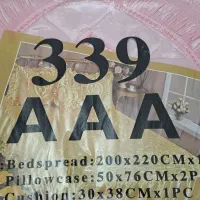 339
AAA
Bedspread:200x220CMx1
Pillowcase:50x76CMx2P
Cushion:30x38CMx1PC